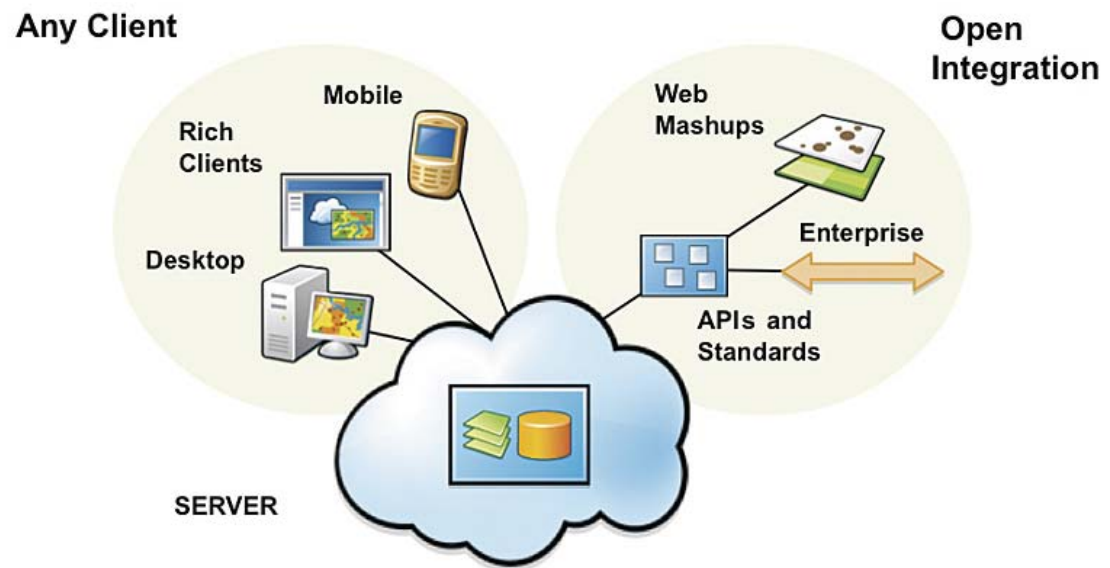 Any Client
Open
Integration
Mobile
Rich
Clients
Desktop
Web
Mashups
Enterprise
APIs and
Standards
SERVER